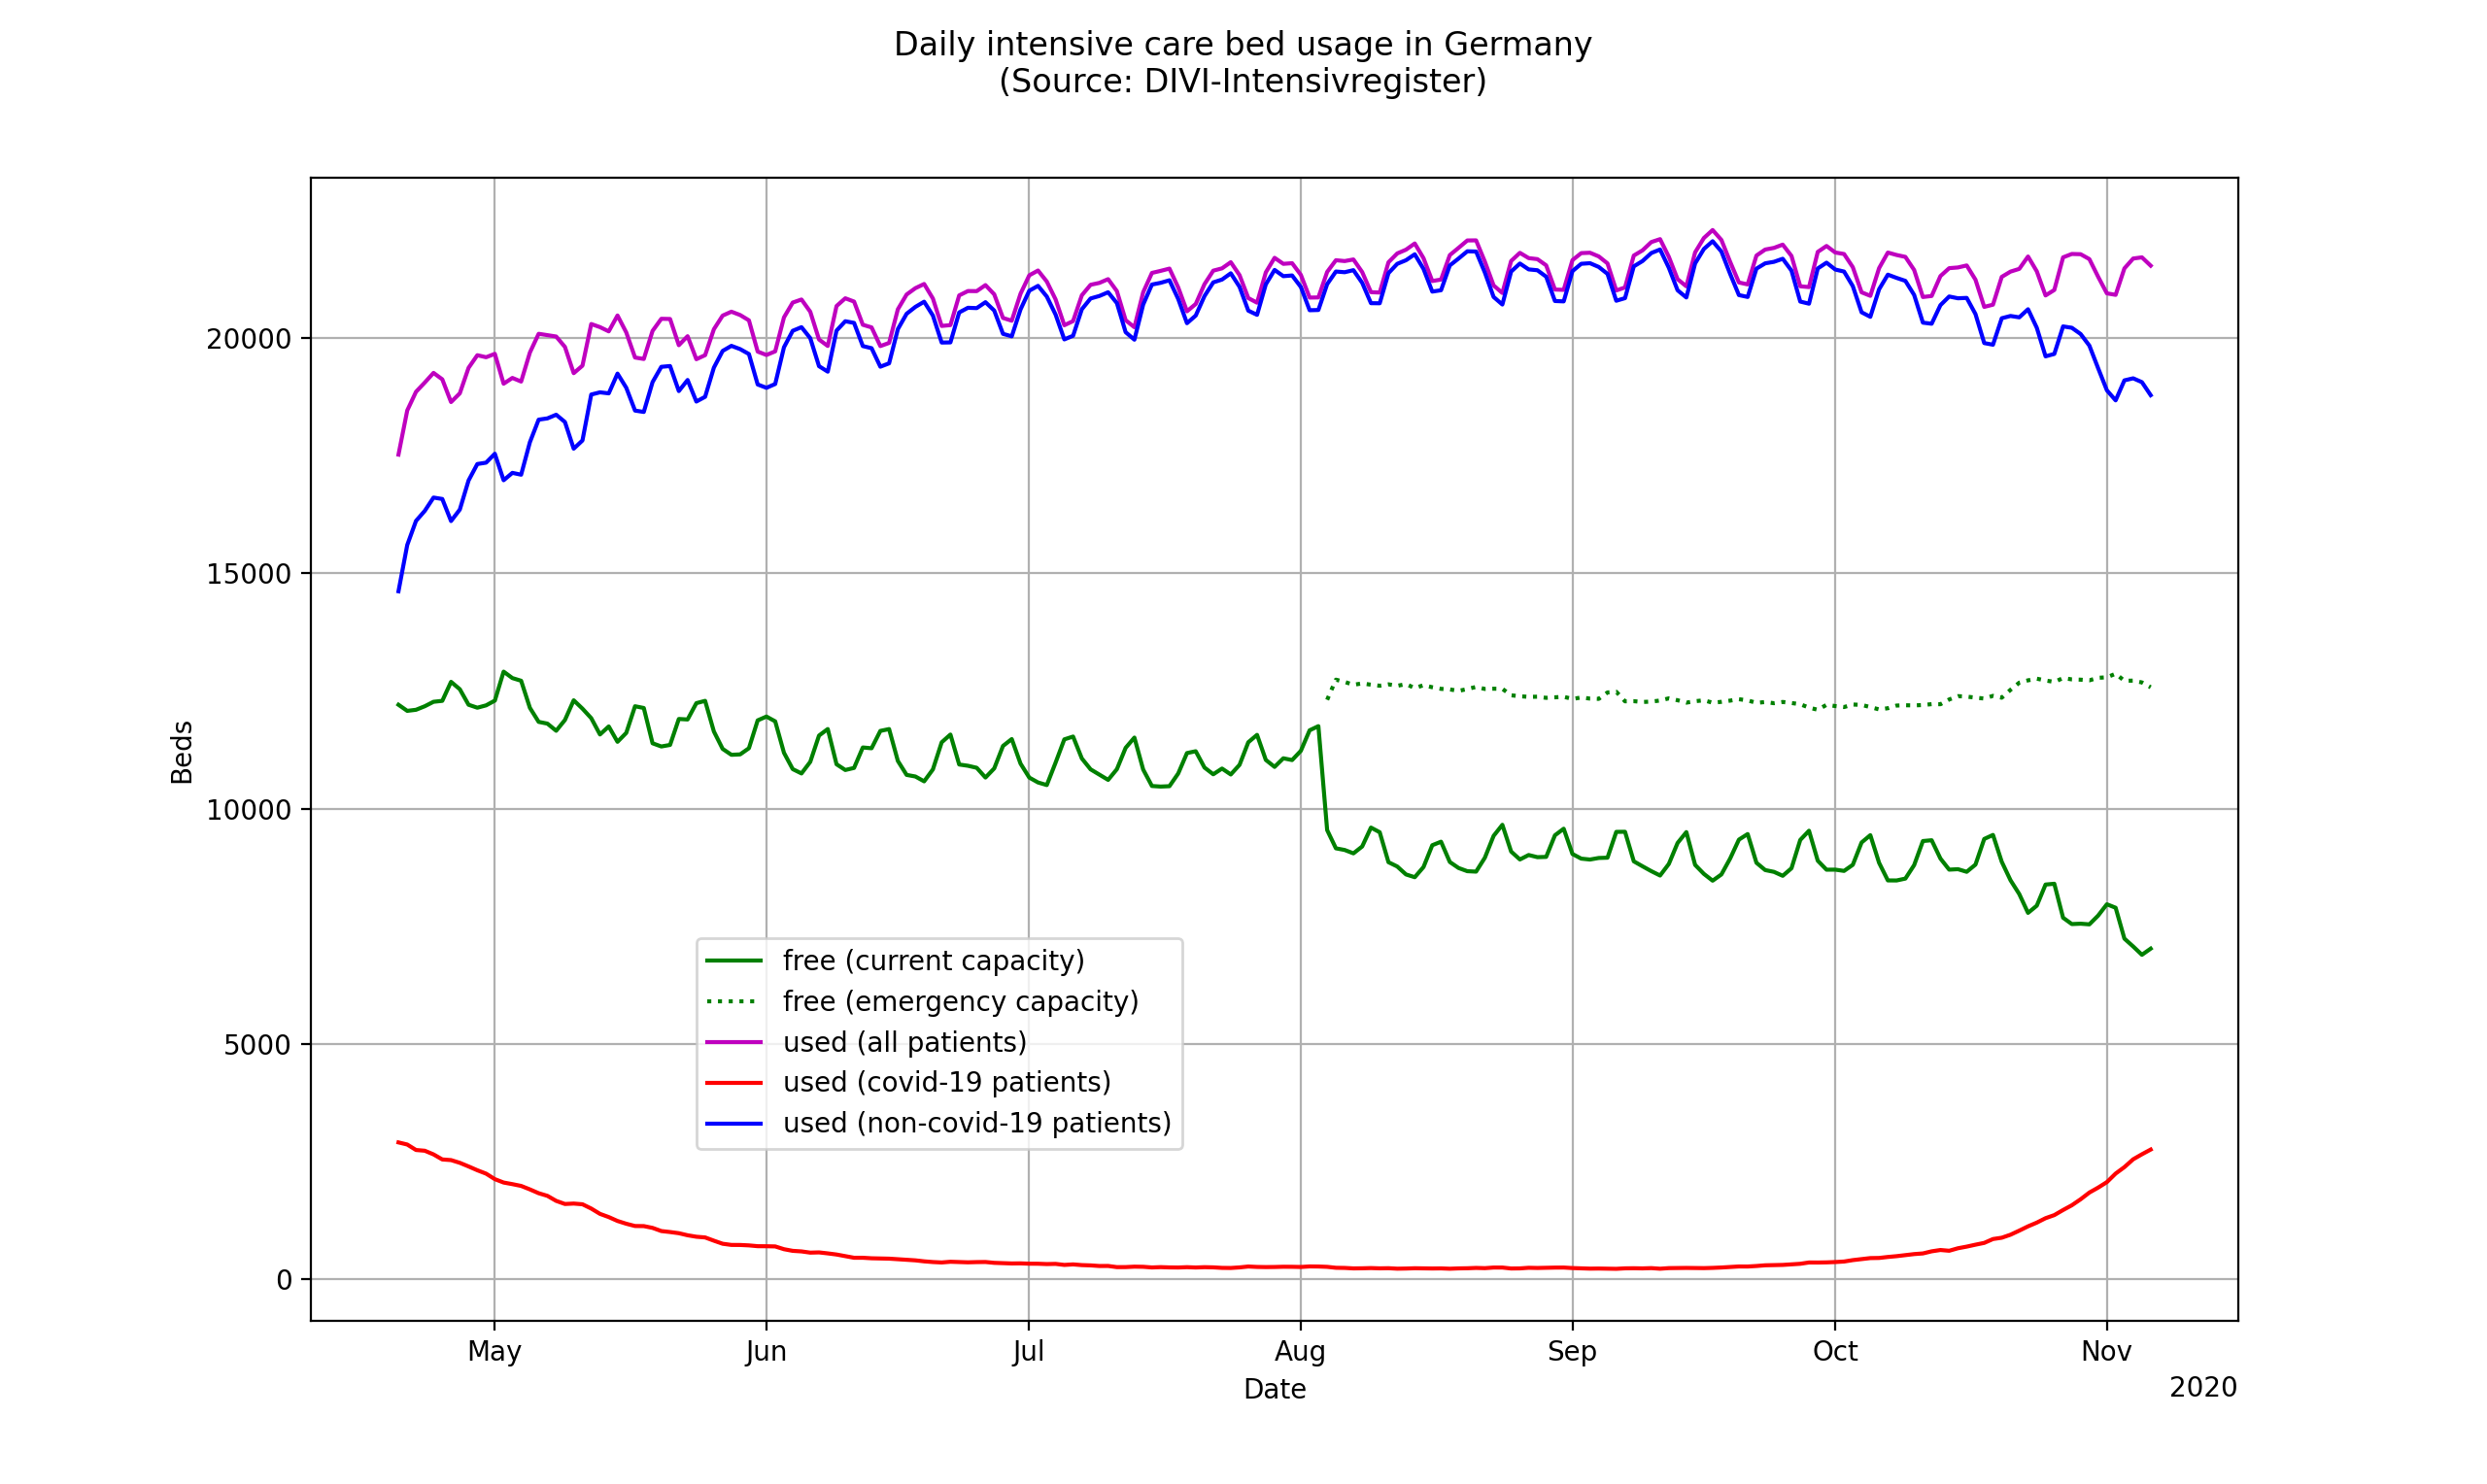 Daily intensive care bed usage in Germany
(Source: DIVI-Intensivregister)
20000
15000
10000
5000
0
Beds
free (current capacity)
free (emergency capacity)
used (all patients)
used (covid-19 patients)
used (non-covid-19 patients)
May Jun Jul Aug Sep Oct Nov
Date
2020